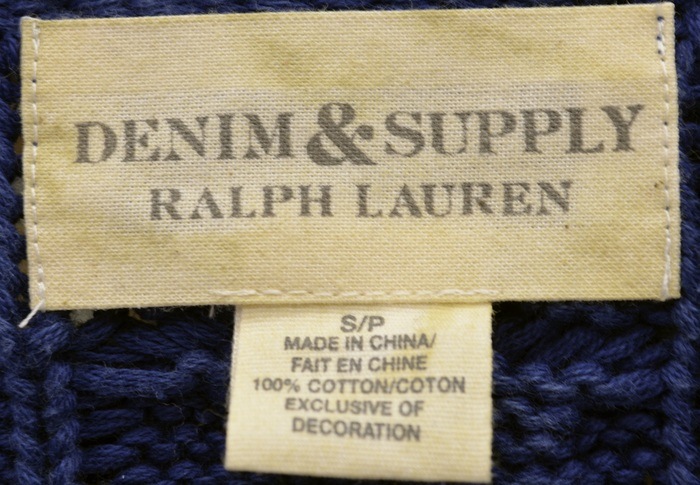 DENIM & SUPPLY
RALPH LAUREN
S/P
MADE IN CHINA/
FAIT EN CHINE
100% COTTON/COTON
EXCLUSIVE OF
DECORATION